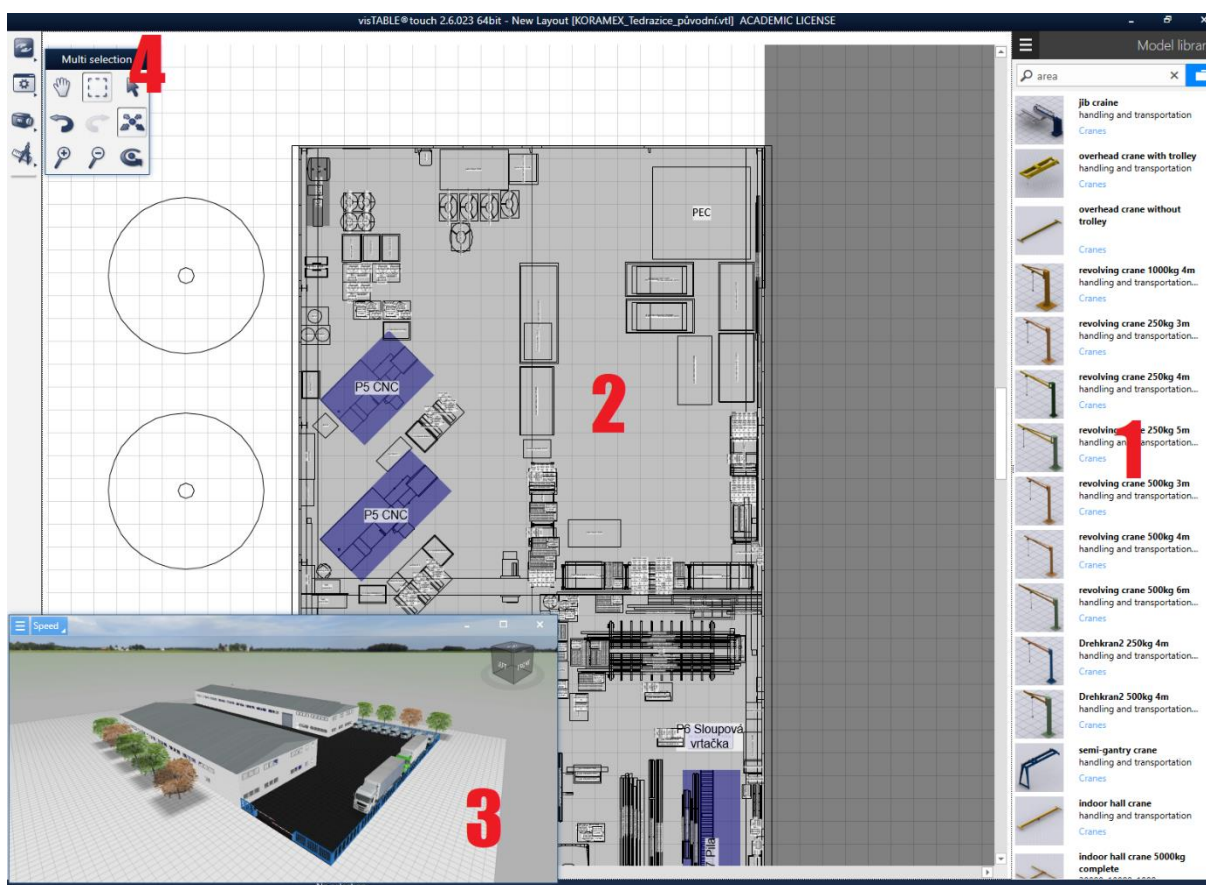 visTABLE®touch 2.6.023 64bit - New Layout [KORAMEX_Tedrazice_původní.vtl] ACADEMIC LICENSE
Multi selection
4
Model librar
area
jib craine
handling and transportation
Cranes
overhead crane with trolley
handling and transportation
Cranes
overhead crane without
trolley
Cranes
revolving crane 1000kg 4m
handling and transportation...
Cranes
revolving crane 250kg 3m
handling and transportation...
Cranes
revolving crane 250kg 4m
handling and transportation...
Cranes
revolving crane 250kg 5m
handling and transportation...
Cranes
1
revolving crane 500kg 3m
handling and transportation...
Cranes
revolving crane 500kg 4m
handling and transportation...
Cranes
revolving crane 500kg 6m
handling and transportation...
Cranes
Drehkran2 250kg 4m
handling and transportation...
Cranes
Drehkran2 500kg 4m
handling and transportation...
Cranes
semi-gantry crane
handling and transportation
Cranes
indoor hall crane
handling and transportation
Cranes
indoor hall crane 5000kg
complete
PEC
P5 CNC
2
P5 CNC
P6 Sloupová
vrtačka
7 Pila
Speed
3